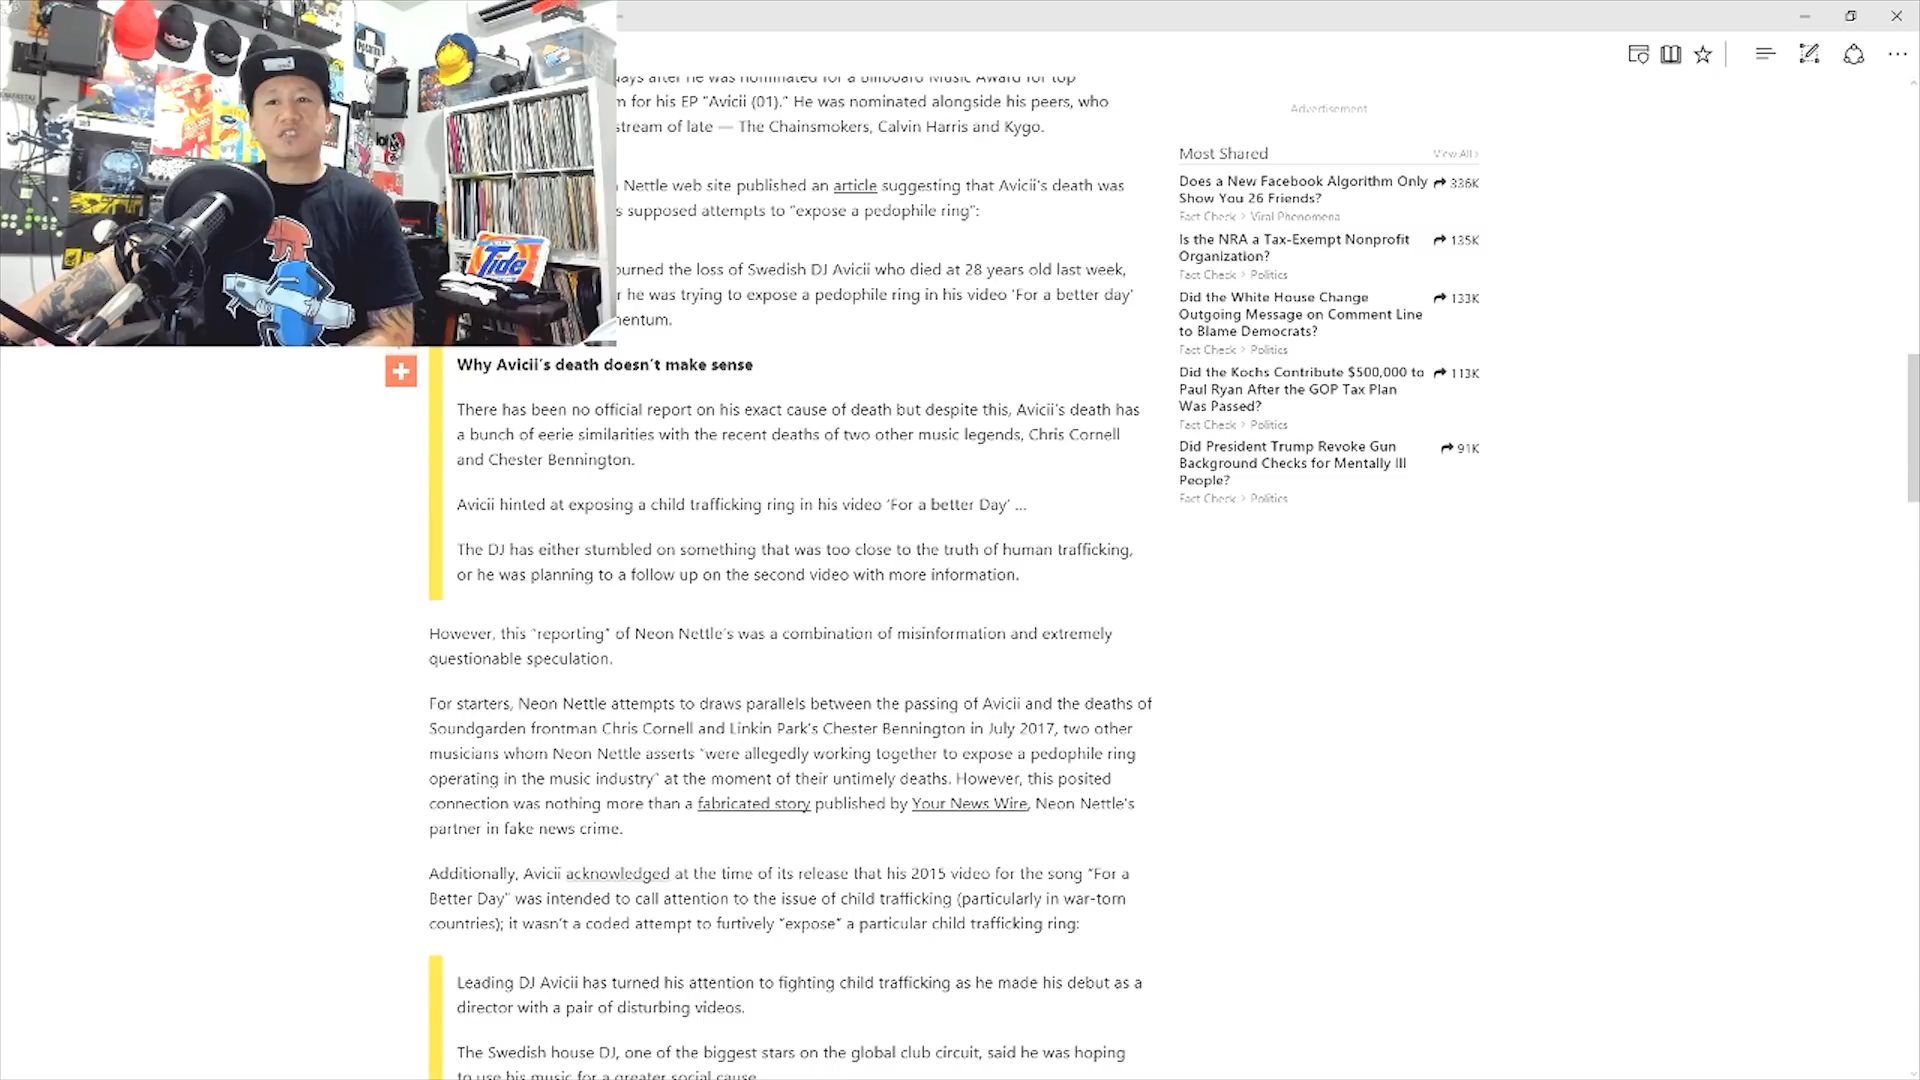 days after he was nominated for a Billboard Music Award for top
m for his EP "Avicii (01)." He was nominated alongside his peers, who
stream of late — The Chainsmokers, Calvin Harris and Kygo.
Nettle web site published an article suggesting that Avicii's death was
s supposed attempts to "expose a pedophile ring":
ourned the loss of Swedish DJ Avicii who died at 28 years old last week,
r he was trying to expose a pedophile ring in his video 'For a better day'
mentum.
Tide
Why Avicii's death doesn't make sense
There has been no official report on his exact cause of death but despite this, Avicii's death has
a bunch of eerie similarities with the recent deaths of two other music legends, Chris Cornell
and Chester Bennington.
Avicii hinted at exposing a child trafficking ring in his video 'For a better Day' ...
The DJ has either stumbled on something that was too close to the truth of human trafficking,
or he was planning to a follow up on the second video with more information.
However, this "reporting" of Neon Nettle's was a combination of misinformation and extremely
questionable speculation.
For starters, Neon Nettle attempts to draws parallels between the passing of Avicii and the deaths of
Soundgarden frontman Chris Cornell and Linkin Park's Chester Bennington in July 2017, two other
musicians whom Neon Nettle asserts "were allegedly working together to expose a pedophile ring
operating in the music industry" at the moment of their untimely deaths. However, this posited
connection was nothing more than a fabricated story published by Your News Wire, Neon Nettle's
partner in fake news crime.
Additionally, Avicii acknowledged at the time of its release that his 2015 video for the song "For a
Better Day" was intended to call attention to the issue of child trafficking (particularly in war-torn
countries); it wasn't a coded attempt to furtively "expose" a particular child trafficking ring:
Leading DJ Avicii has turned his attention to fighting child trafficking as he made his debut as a
director with a pair of disturbing videos.
The Swedish house DJ, one of the biggest stars on the global club circuit, said he was hoping
to use his music for a greater social cause
Advertisement
Most Shared View All >
Does a New Facebook Algorithm Only 336K
Show You 26 Friends?
Fact Check > Viral Phenomena
Is the NRA a Tax-Exempt Nonprofit 135K
Organization?
Fact Check > Politics
Did the White House Change 133K
Outgoing Message on Comment Line
to Blame Democrats?
Fact Check > Politics
Did the Kochs Contribute $500,000 to 113K
Paul Ryan After the GOP Tax Plan
Was Passed?
Fact Check > Politics
Did President Trump Revoke Gun 91K
Background Checks for Mentally Ill
People?
Fact Check > Politics